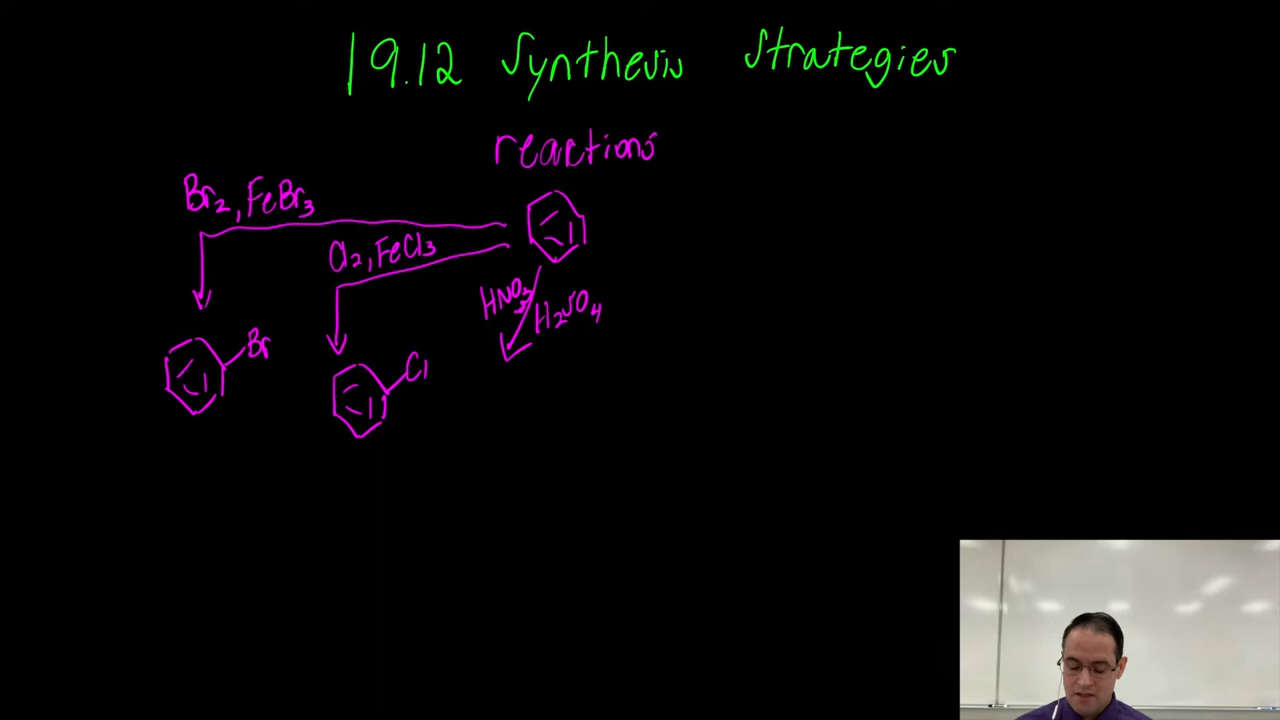 19.12 Synthesis Strategies
reactions
Br2, FeBr3
Cl2, FeCl3
HNO3
H2SO4
Br
Cl